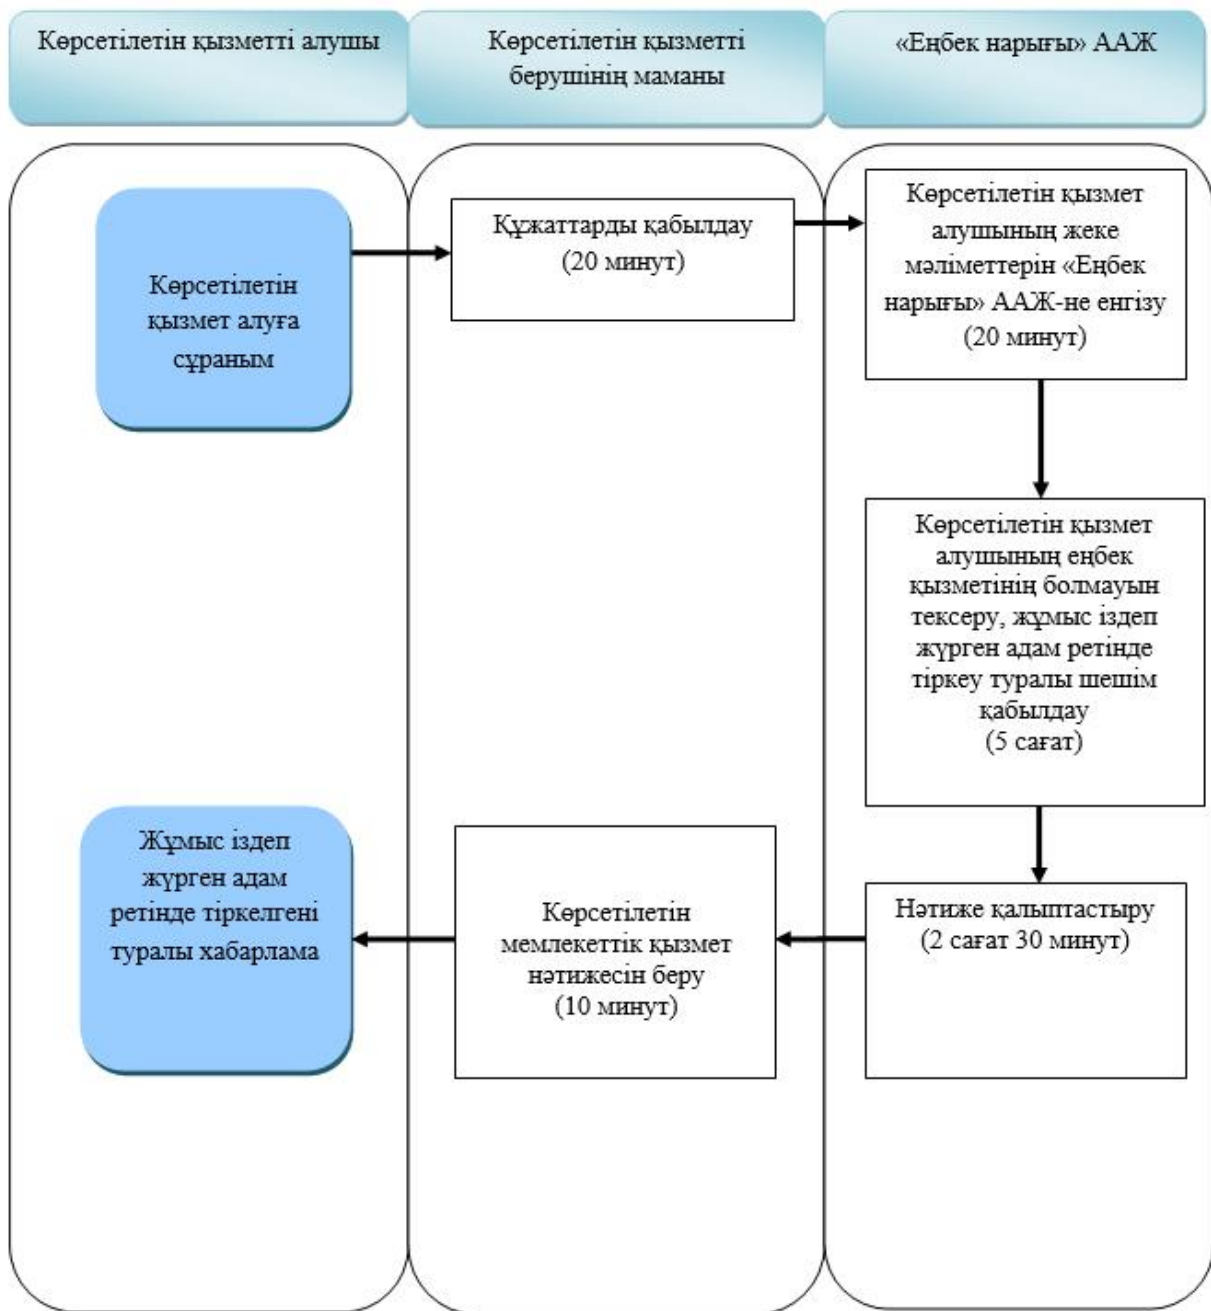 Көрсетілетін қызметті алушы
Көрсетілетін қызметті
берушінің маманы
«Еңбек нарығы» ААЖ
Көрсетілетін
қызмет алуға
сұраным
Құжаттарды қабылдау
(20 минут)
Көрсетілетін қызмет
алушының жеке
мәліметтерін «Еңбек
нарығы» ААЖ-не енгізу
(20 минут)
Көрсетілетін қызмет
алушының еңбек
қызметінің болмауын
тексеру, жұмыс іздеп
жүрген адам ретінде
тіркеу туралы шешім
қабылдау
(5 сағат)
Нәтиже қалыптастыру
(2 сағат 30 минут)
Көрсетілетін
мемлекеттік қызмет
нәтижесін беру
(10 минут)
Жұмыс іздеп
жүрген адам
ретінде тіркелгені
туралы хабарлама